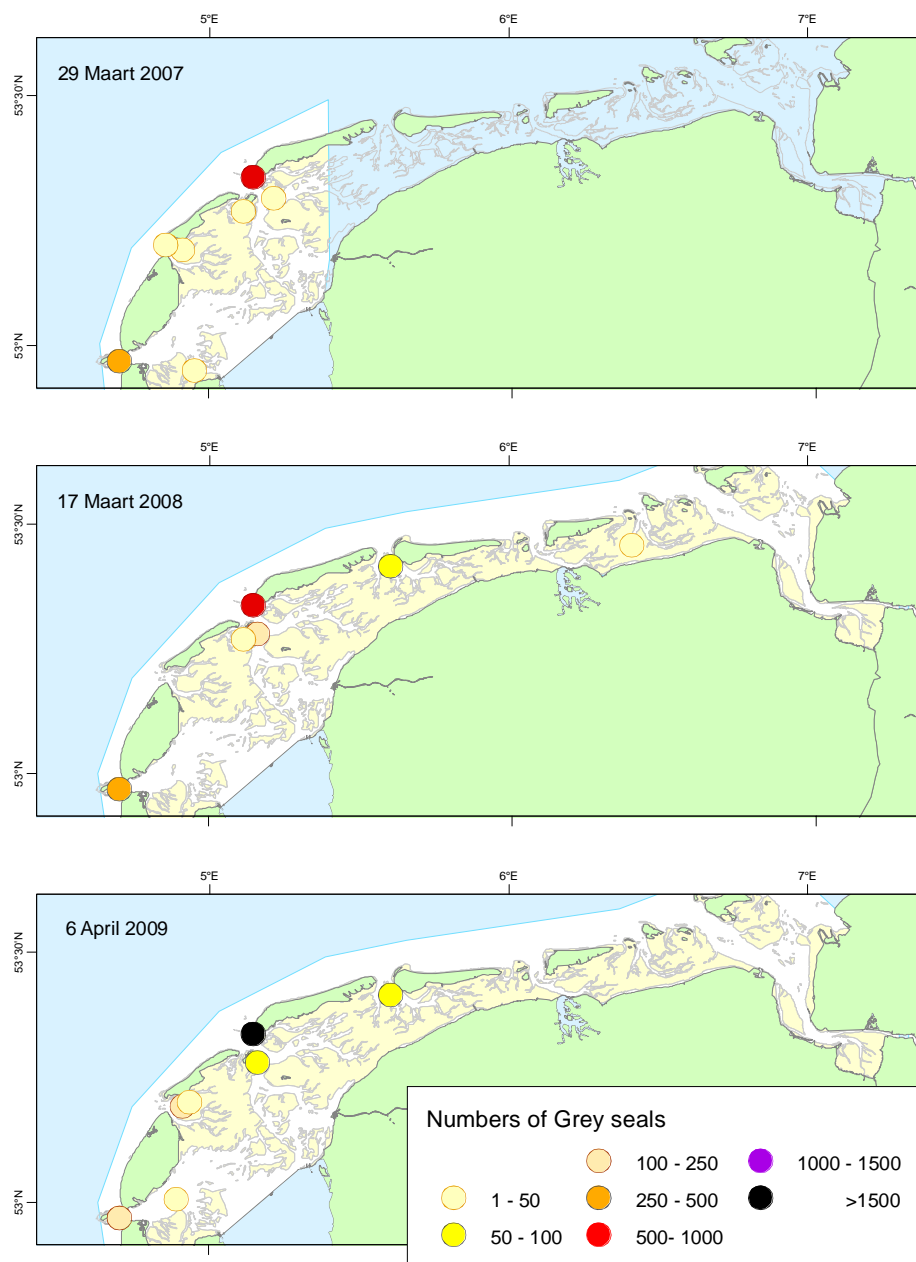 5°E 6°E 7°E
29 Maart 2007
53°30'N
53°N
5°E 6°E 7°E
17 Maart 2008
53°30'N
53°N
5°E 6°E 7°E
6 April 2009
53°30'N
53°N
Numbers of Grey seals
100 - 250 1000 - 1500
1 - 50 250 - 500 >1500
50 - 100 500- 1000